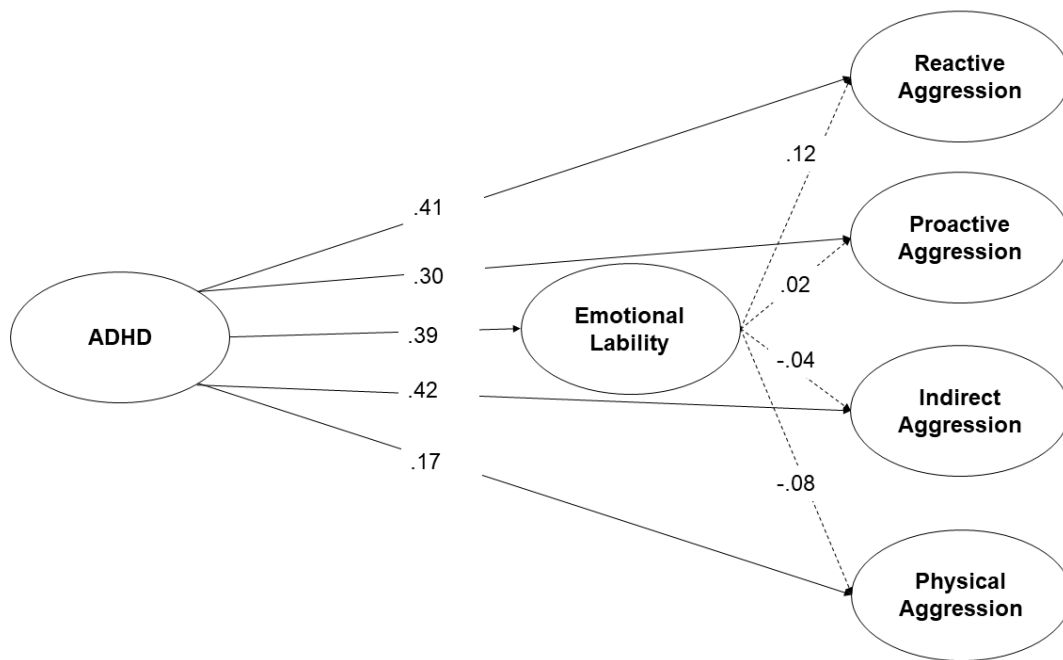 Reactive
Aggression
.12
.41
Proactive
Aggression
.30
.02
ADHD
.39
Emotional
Lability
-.04
.42
Indirect
Aggression
.17
-.08
Physical
Aggression